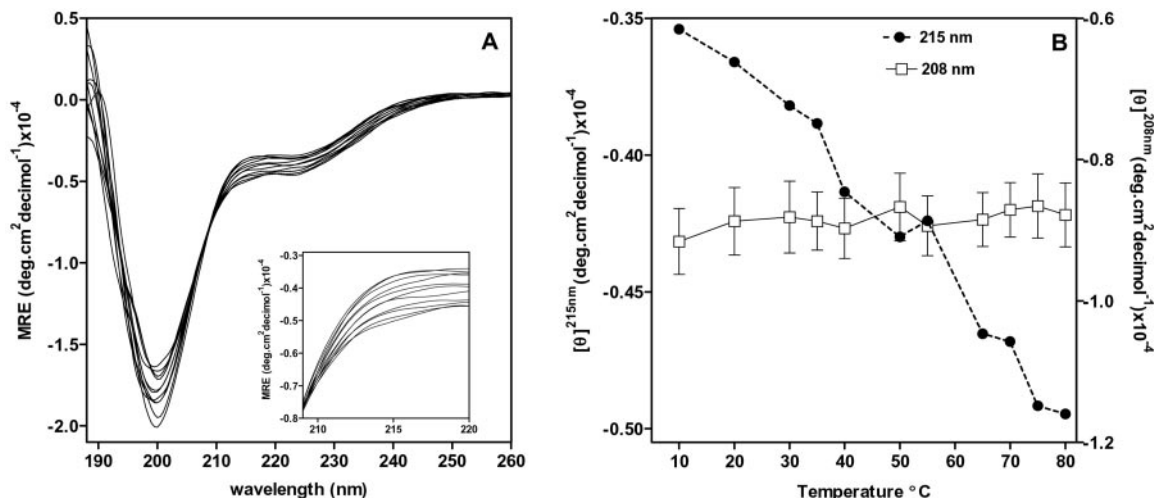 A
0.5
0.0
-0.5
-1.0
-1.5
-2.0
MRE (deg.cm²decimol⁻¹)x10⁻⁴
190 200 210 220 230 240 250 260
wavelength (nm)
-0.3
-0.4
-0.5
-0.6
-0.7
-0.8
MRE (deg.cm²decimol⁻¹)x10⁻⁴
210 215 220
B
215 nm
208 nm
-0.35
-0.40
-0.45
-0.50
[θ]²¹⁵ⁿᵐ(deg.cm²decimol⁻¹)x10⁻⁴
-0.6
-0.8
-1.0
-1.2
[θ]²⁰⁸ⁿᵐ(deg.cm²decimol⁻¹)x10⁻⁴
10 20 30 40 50 60 70 80
Temperature °C